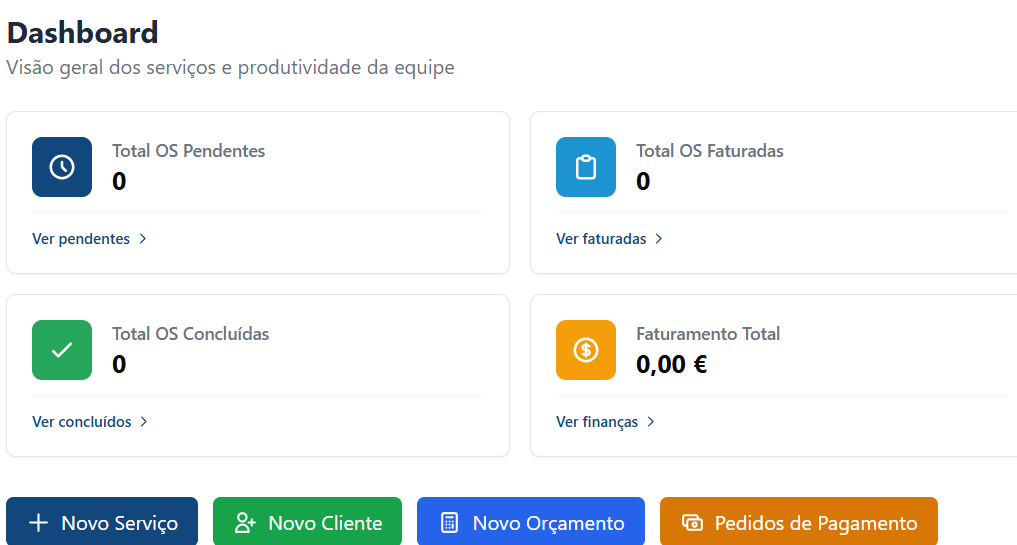 Dashboard
Visão geral dos serviços e produtividade da equipe
Total OS Pendentes
0
Ver pendentes
Total OS Faturadas
0
Ver faturadas
Total OS Concluídas
0
Ver concluídos
Faturamento Total
0,00 €
Ver finanças
Novo Serviço
Novo Cliente
Novo Orçamento
Pedidos de Pagamento